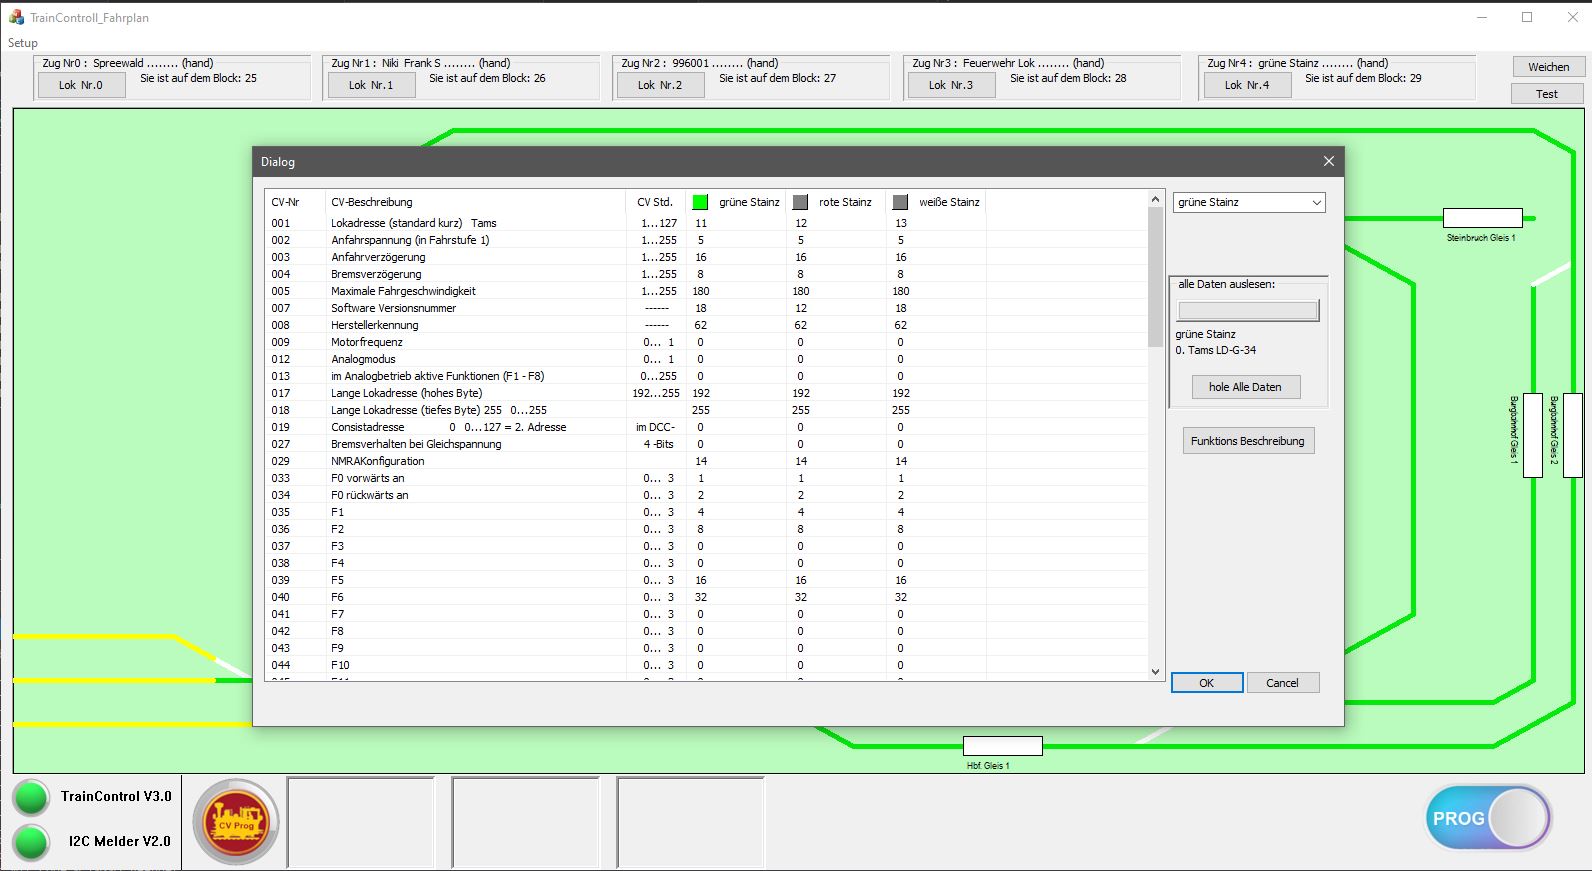 TrainControll_Fahrplan
Setup
Zug Nr0 : Spreewald ........ (hand)
Lok Nr.0
Sie ist auf dem Block: 25
Zug Nr1 : Niki Frank S ........ (hand)
Lok Nr.1
Sie ist auf dem Block: 26
Zug Nr2 : 996001 ........ (hand)
Lok Nr.2
Sie ist auf dem Block: 27
Zug Nr3 : Feuerwehr Lok ........ (hand)
Lok Nr.3
Sie ist auf dem Block: 28
Zug Nr4 : grüne Stainz ........ (hand)
Lok Nr.4
Sie ist auf dem Block: 29
Weichen
Test
Dialog
CV-Nr CV-Beschreibung CV Std. grüne Stainz rote Stainz weiße Stainz
001 Lokadresse (standard kurz) Tams 1...127 11 12 13
002 Anfahrspannung (in Fahrstufe 1) 1...255 5 5 5
003 Anfahrverzögerung 1...255 16 16 16
004 Bremsverzögerung 1...255 8 8 8
005 Maximale Fahrgeschwindigkeit 1...255 180 180 180
007 Software Versionsnummer ------ 18 12 18
008 Herstellerkennung ------ 62 62 62
009 Motorfrequenz 0... 1 0 0 0
012 Analogmodus 0... 1 0 0 0
013 im Analogbetrieb aktive Funktionen (F1 - F8) 0...255 0 0 0
017 Lange Lokadresse (hohes Byte) 192...255 192 192 192
018 Lange Lokadresse (tiefes Byte) 255 0...255 255 255 255
019 Consistadresse 0 0...127 = 2. Adresse im DCC- 0 0 0
027 Bremsverhalten bei Gleichspannung 4 -Bits 0 0 0
029 NMRAKonfiguration 14 14 14
033 F0 vorwärts an 0... 3 1 1 1
034 F0 rückwärts an 0... 3 2 2 2
035 F1 0... 3 4 4 4
036 F2 0... 3 8 8 8
037 F3 0... 3 0 0 0
038 F4 0... 3 0 0 0
039 F5 0... 3 16 16 16
040 F6 0... 3 32 32 32
041 F7 0... 3 0 0 0
042 F8 0... 3 0 0 0
043 F9 0... 3 0 0 0
044 F10 0... 3 0 0 0
grüne Stainz
alle Daten auslesen:
grüne Stainz
0. Tams LD-G-34
hole Alle Daten
Funktions Beschreibung
OK
Cancel
Steinbruch Gleis 1
Burgbahnhof Gleis 1
Burgbahnhof Gleis 2
Hbf. Gleis 1
TrainControl V3.0
I2C Melder V2.0
CV Prog
PROG